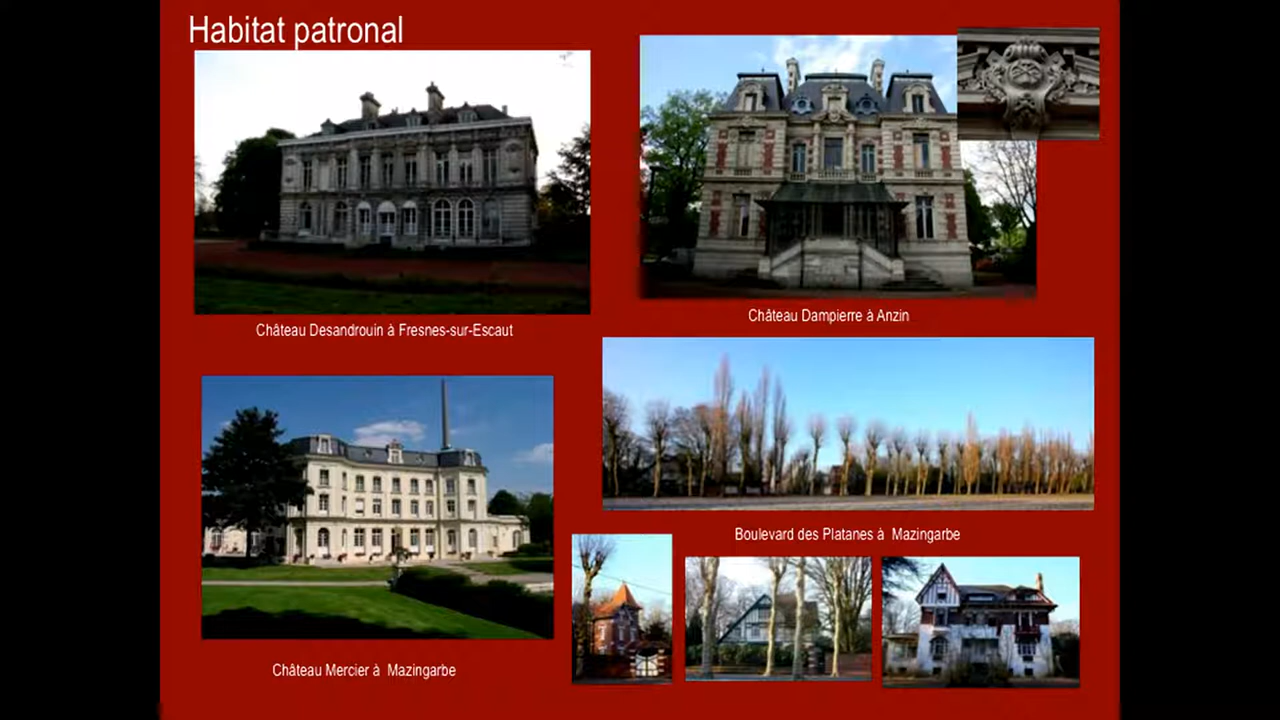 Habitat patronal
Château Desandrouin à Fresnes-sur-Escaut
Château Dampierre à Anzin
Boulevard des Platanes à Mazingarbe
Château Mercier à Mazingarbe